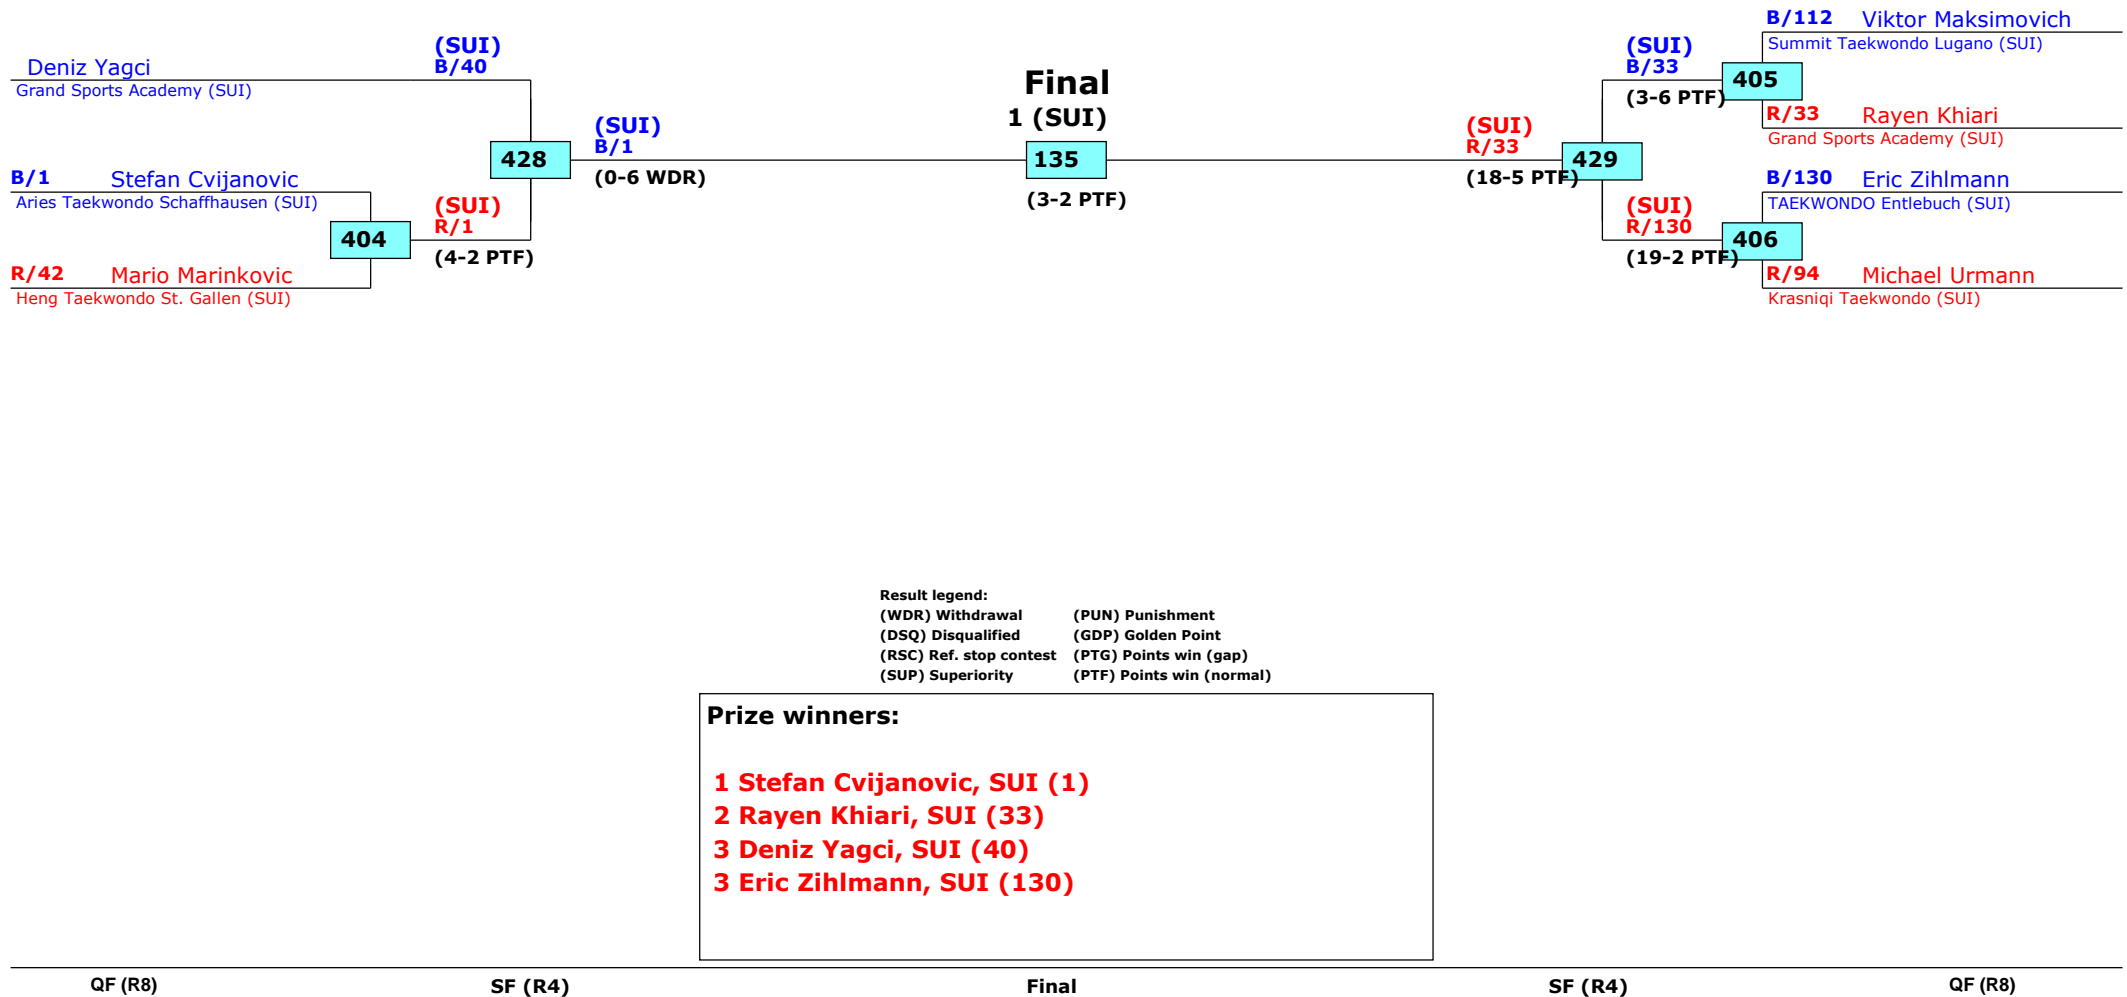 B/112 Viktor Maksimovich
Summit Taekwondo Lugano (SUI)
(SUI)
B/40
(SUI)
B/33
Deniz Yagci
Grand Sports Academy (SUI)
Final
1 (SUI)
405
(3-6 PTF)
R/33 Rayen Khiari
Grand Sports Academy (SUI)
(SUI)
B/1
(SUI)
R/33
428
135
429
(0-6 WDR)
(3-2 PTF)
(18-5 PTF)
B/1 Stefan Cvijanovic
Aries Taekwondo Schaffhausen (SUI)
B/130 Eric Zihlmann
TAEKWONDO Entlebuch (SUI)
(SUI)
R/1
(SUI)
R/130
404
406
(4-2 PTF)
(19-2 PTF)
R/42 Mario Marinkovic
Heng Taekwondo St. Gallen (SUI)
R/94 Michael Urmann
Krasniqi Taekwondo (SUI)
Result legend:
(WDR) Withdrawal (PUN) Punishment
(DSQ) Disqualified (GDP) Golden Point
(RSC) Ref. stop contest (PTG) Points win (gap)
(SUP) Superiority (PTF) Points win (normal)
Prize winners:
1 Stefan Cvijanovic, SUI (1)
2 Rayen Khiari, SUI (33)
3 Deniz Yagci, SUI (40)
3 Eric Zihlmann, SUI (130)
QF (R8) SF (R4) Final SF (R4) QF (R8)